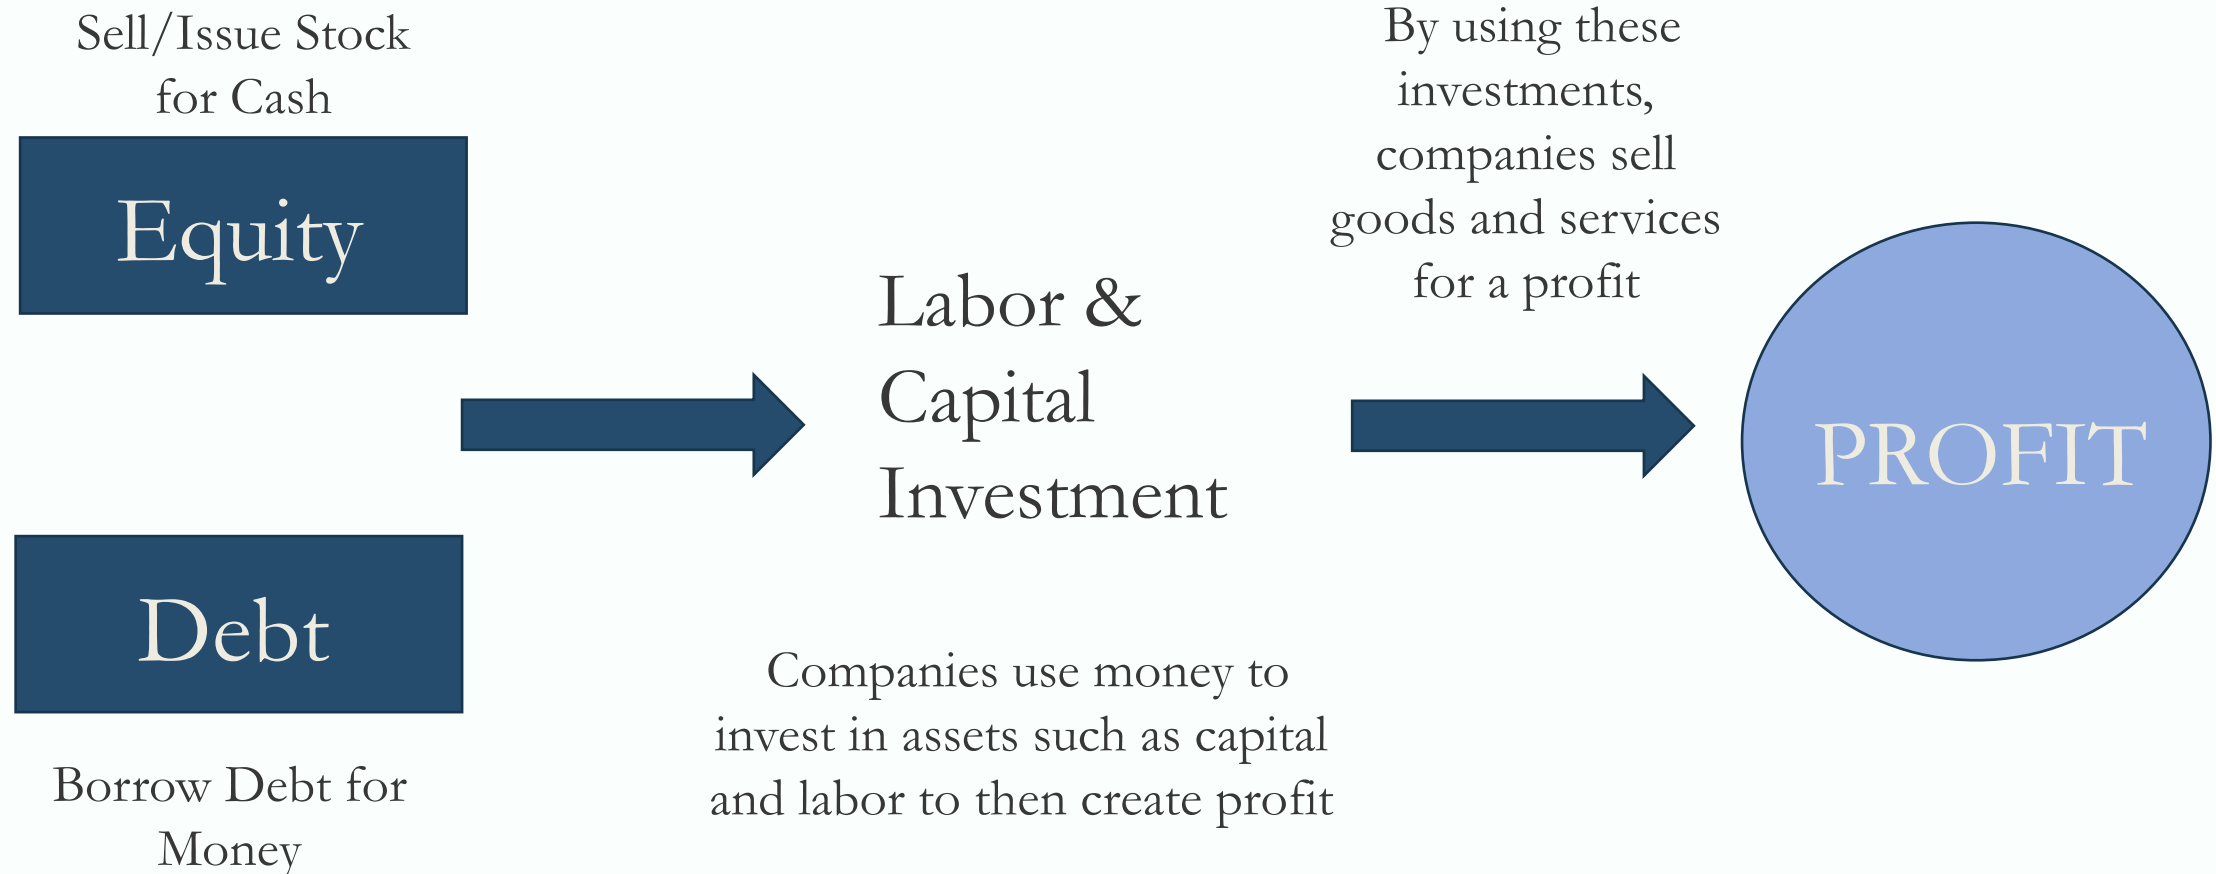 Sell/Issue Stock
for Cash
Equity
Debt
Borrow Debt for
Money
Labor &
Capital
Investment
Companies use money to
invest in assets such as capital
and labor to then create profit
By using these
investments,
companies sell
goods and services
for a profit
PROFIT